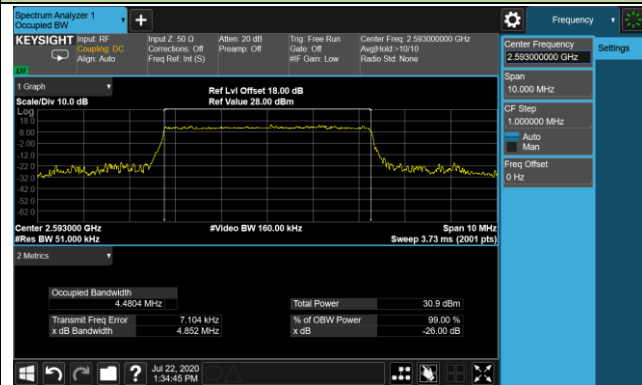 Spectrum Analyzer 1
Occupied BW
Frequency
KEYSIGHT
Input: RF
Coupling: DC
Align: Auto
Input Z: 50 Ω
Corrections: Off
Freq Ref: Int (S)
Atten: 20 dB
Preamp: Off
Trig: Free Run
Gate: Off
#IF Gain: Low
Center Freq: 2.593000000 GHz
Avg|Hold:>10/10
Radio Std: None
LXI
Center Frequency
2.593000000 GHz
Settings
Span
10.000 MHz
CF Step
1.000000 MHz
Auto
Man
Freq Offset
0 Hz
1 Graph
Scale/Div 10.0 dB
Ref Lvl Offset 18.00 dB
Ref Value 28.00 dBm
Log
18.0
8.00
-2.00
-12.0
-22.0
-32.0
-42.0
-52.0
-62.0
Center 2.593000 GHz
#Res BW 51.000 kHz
#Video BW 160.00 kHz
Span 10 MHz
Sweep 3.73 ms (2001 pts)
2 Metrics
Occupied Bandwidth
4.4804 MHz
Total Power 30.9 dBm
Transmit Freq Error 7.104 kHz
% of OBW Power 99.00 %
x dB Bandwidth 4.852 MHz
x dB -26.00 dB
?
Jul 22, 2020
1:34:45 PM